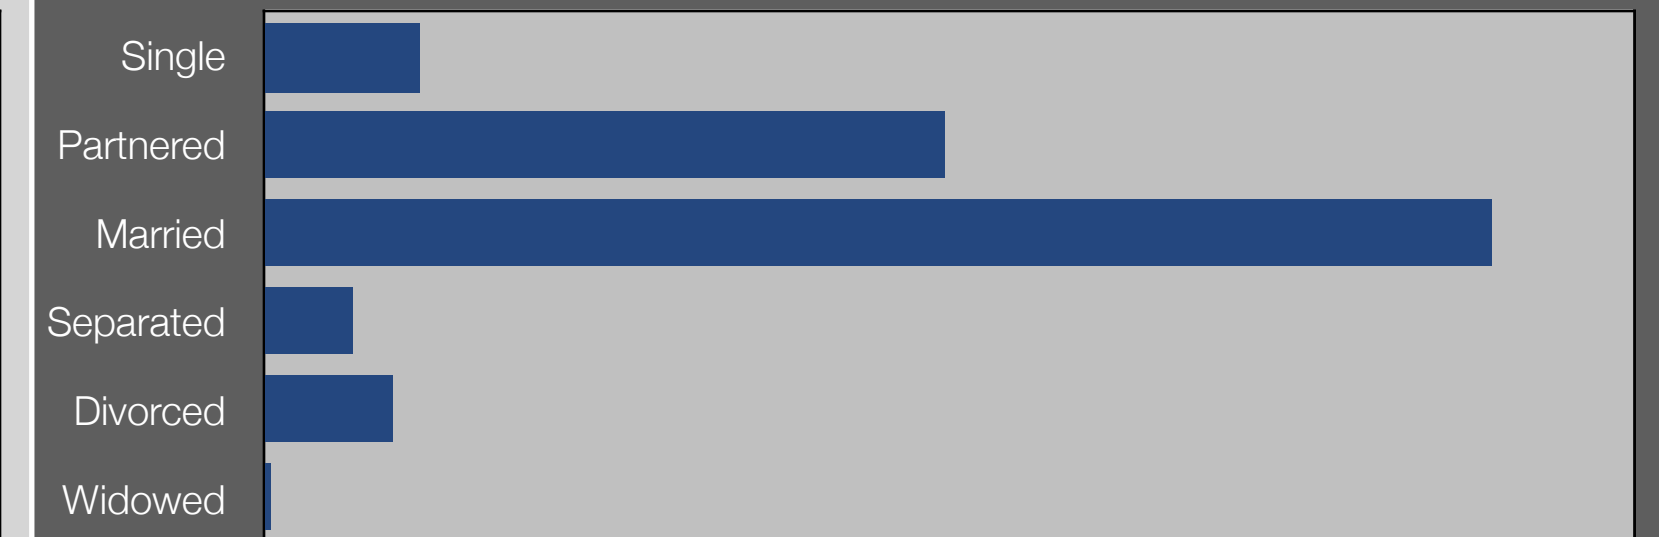 Single
Partnered
Married
Separated
Divorced
Widowed